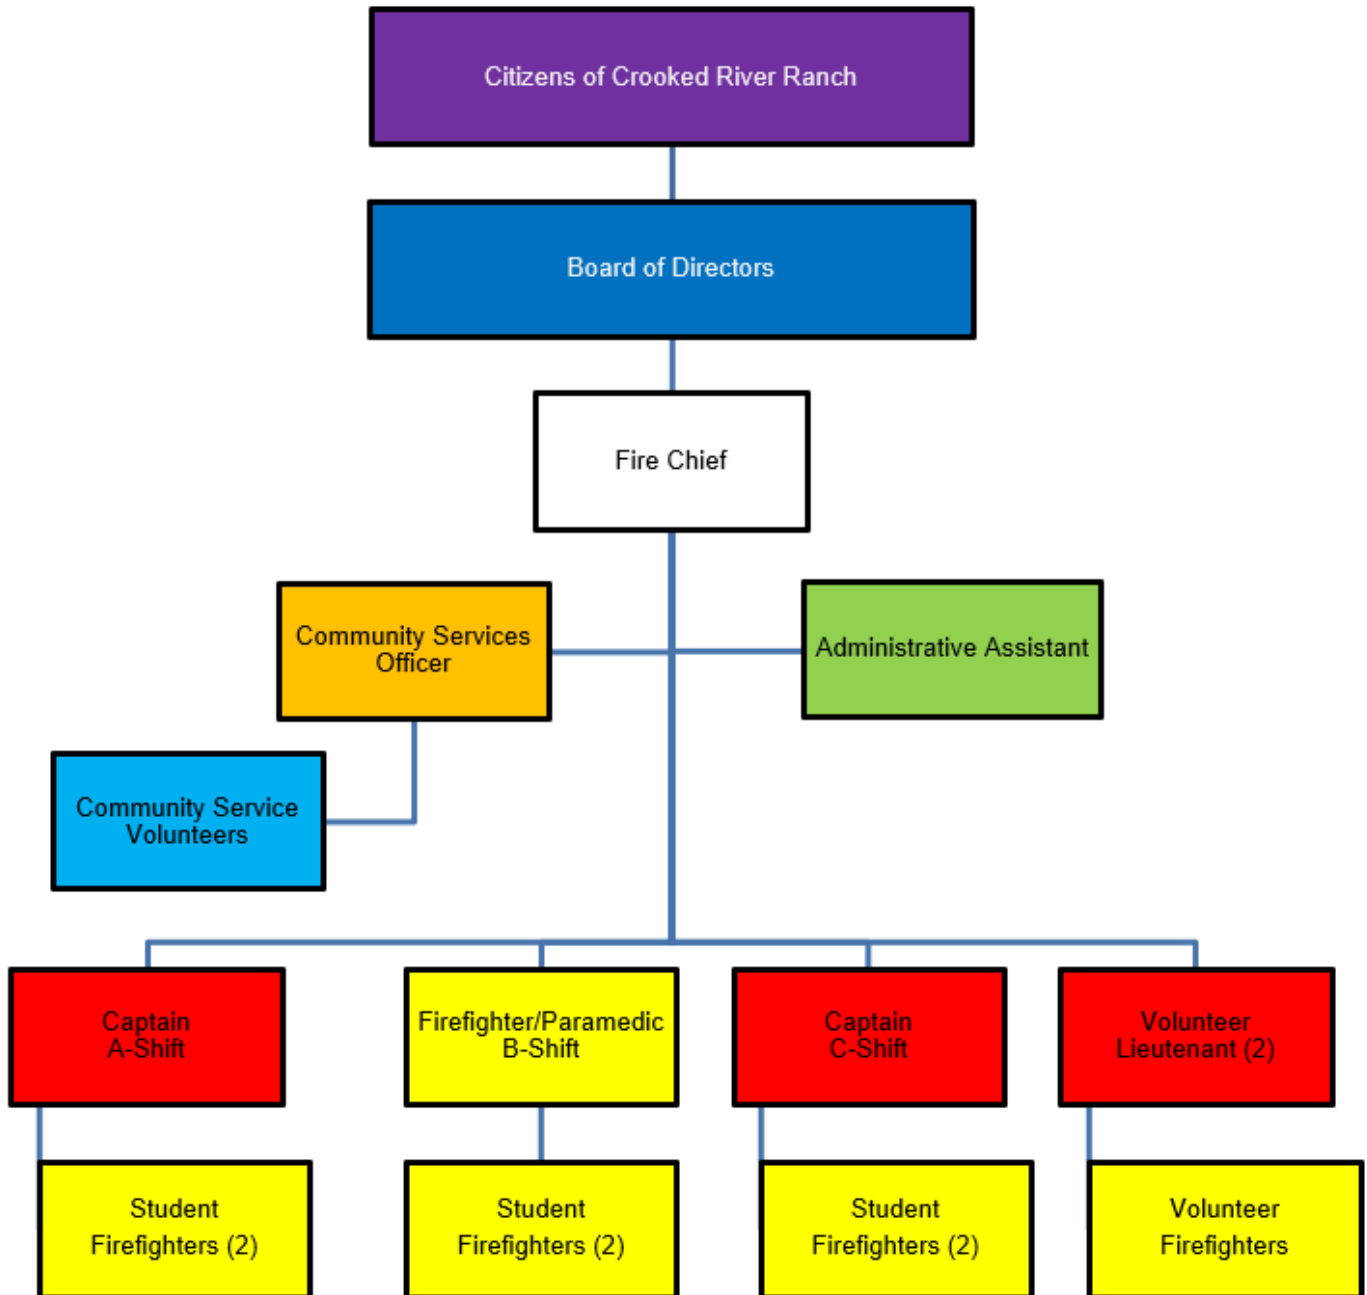 Citizens of Crooked River Ranch
Board of Directors
Fire Chief
Community Services
Officer
Administrative Assistant
Community Service
Volunteers
Captain
A-Shift
Firefighter/Paramedic
B-Shift
Captain
C-Shift
Volunteer
Lieutenant (2)
Student
Firefighters (2)
Student
Firefighters (2)
Student
Firefighters (2)
Volunteer
Firefighters